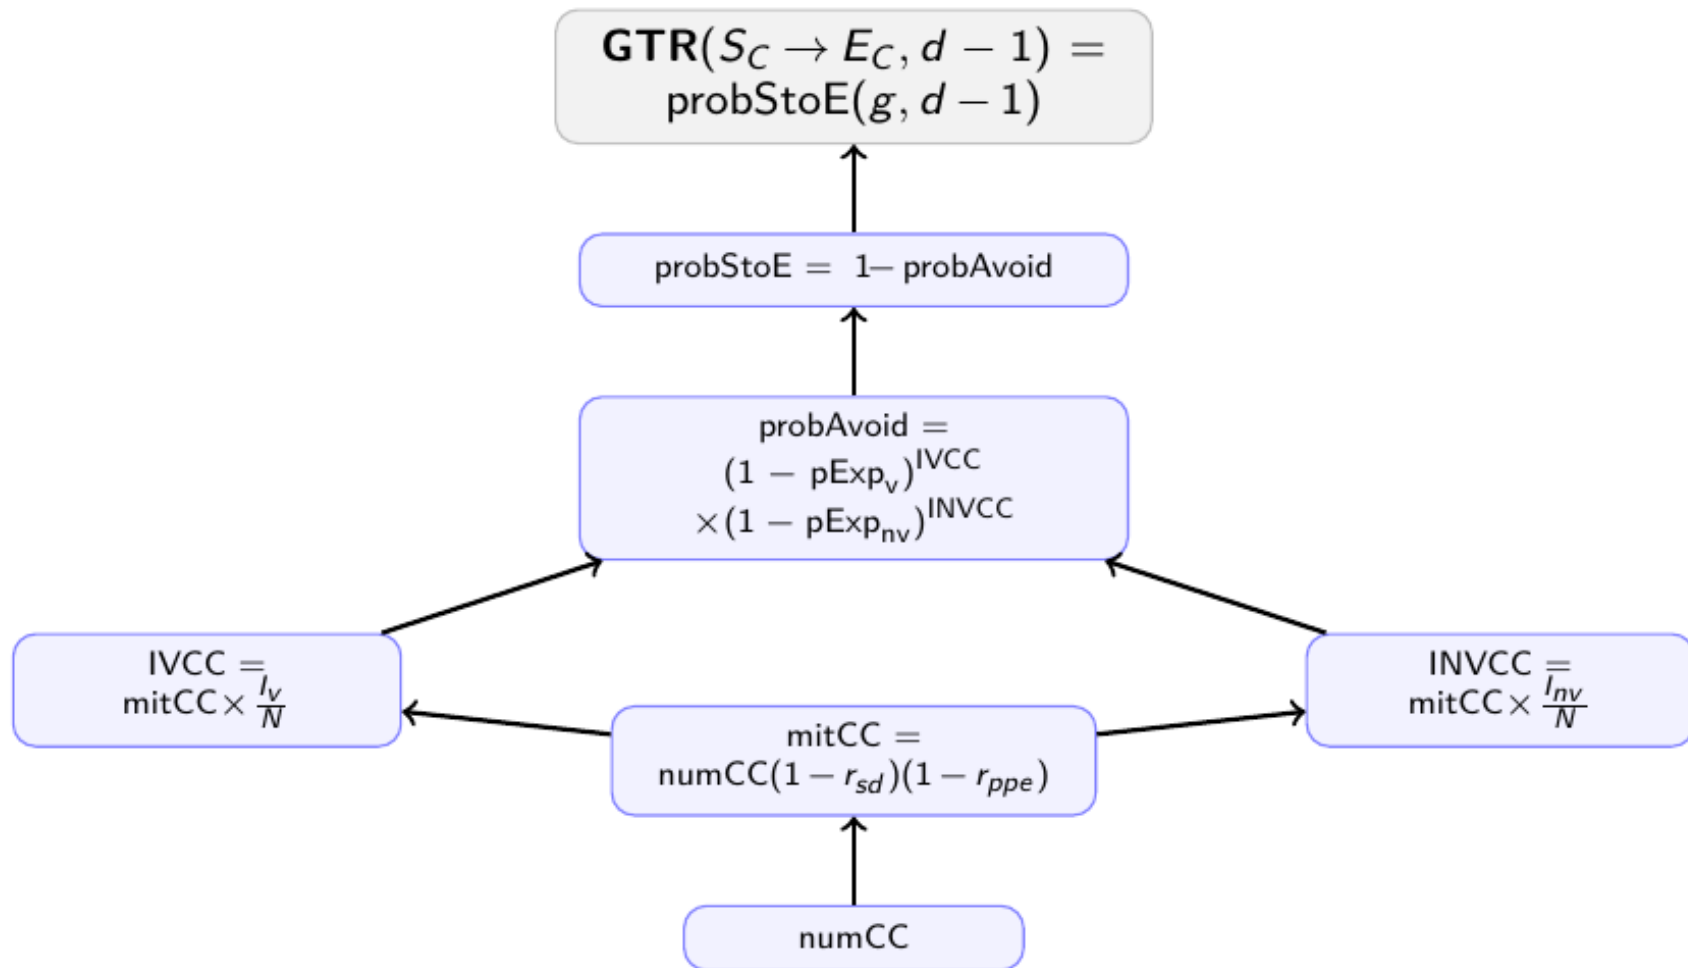 GTR(S_C → E_C, d − 1) =
probStoE(g, d − 1)
probStoE = 1− probAvoid
probAvoid =
(1 − pExp_v)^IVCC
×(1 − pExp_nv)^INVCC
IVCC =
mitCC× I_v/N
INVCC =
mitCC× I_nv/N
mitCC =
numCC(1 − r_sd)(1 − r_ppe)
numCC